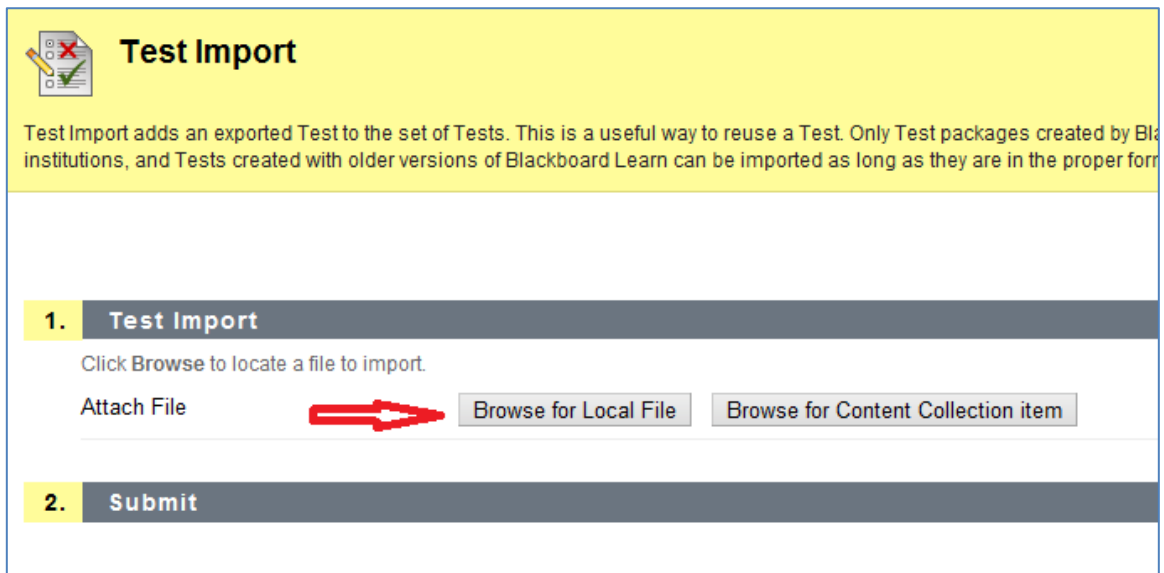 Test Import
Test Import adds an exported Test to the set of Tests. This is a useful way to reuse a Test. Only Test packages created by
institutions, and Tests created with older versions of Blackboard Learn can be imported as long as they are in the proper
1. Test Import
Click Browse to locate a file to import.
Attach File Browse for Local File Browse for Content Collection item
2. Submit